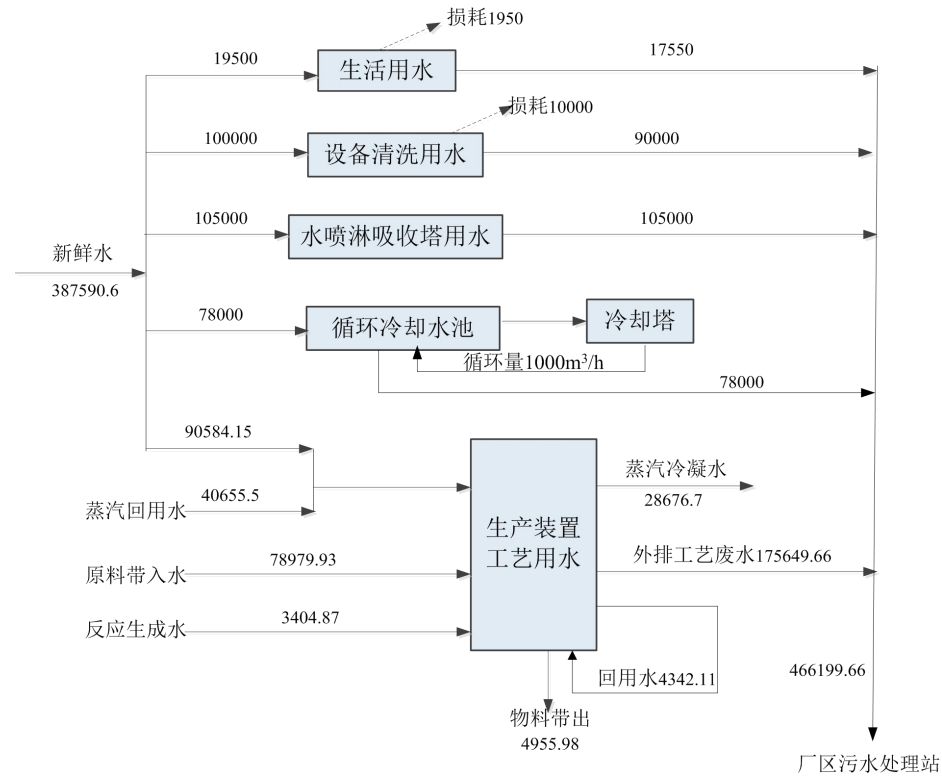 损耗1950
19500
生活用水
17550
损耗10000
100000
设备清洗用水
90000
105000
水喷淋吸收塔用水
105000
新鲜水
387590.6
78000
循环冷却水池
冷却塔
循环量1000m³/h
78000
90584.15
蒸汽回用水
40655.5
蒸汽冷凝水
28676.7
生产装置
工艺用水
原料带入水
78979.93
外排工艺废水175649.66
反应生成水
3404.87
回用水4342.11
466199.66
物料带出
4955.98
厂区污水处理站